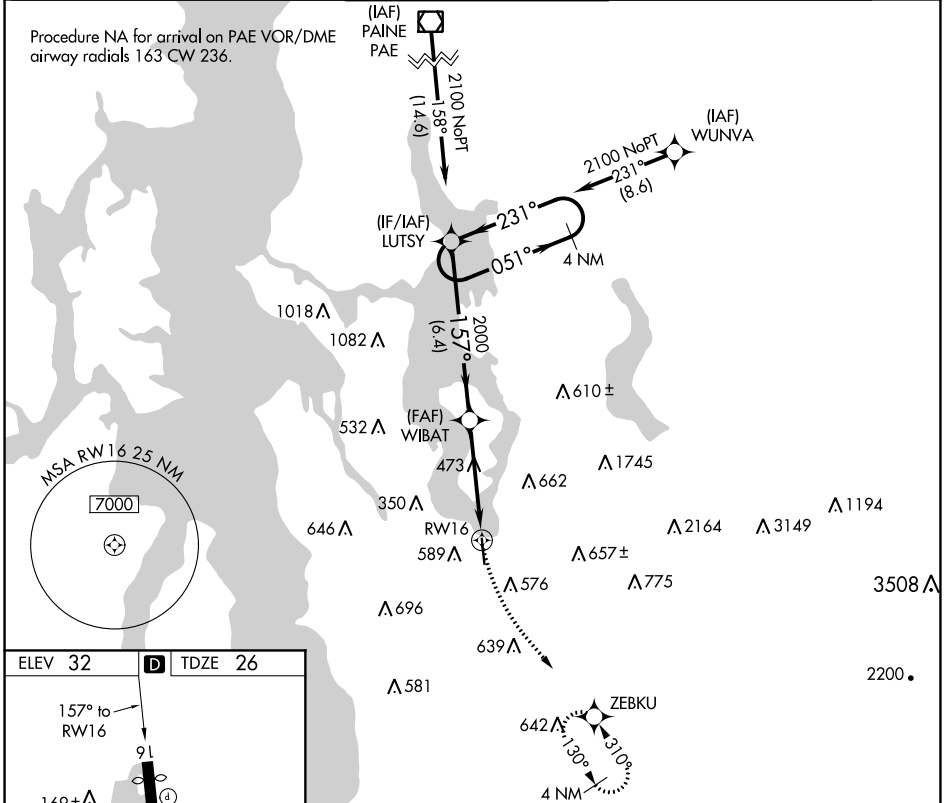 Procedure NA for arrival on PAE VOR/DME
airway radials 163 CW 236.
(IAF)
PAINE
PAE
2100 NoPT
158°
(14.6)
(IAF)
WUNVA
2100 NoPT
231°
(8.6)
(IF/IAF)
LUTSY
231°
051°
4 NM
1018
1082
2000
157°
(6.4)
610 ±
532
(FAF)
WIBAT
473
662
1745
MSA RW16 25 NM
7000
350
646
RW16
589
657 ±
2164
3149
1194
576
775
3508
696
639
581
2200
ELEV 32
D
TDZE 26
157° to
RW16
16
P
169 ±
642
ZEBKU
130°
310°
4 NM